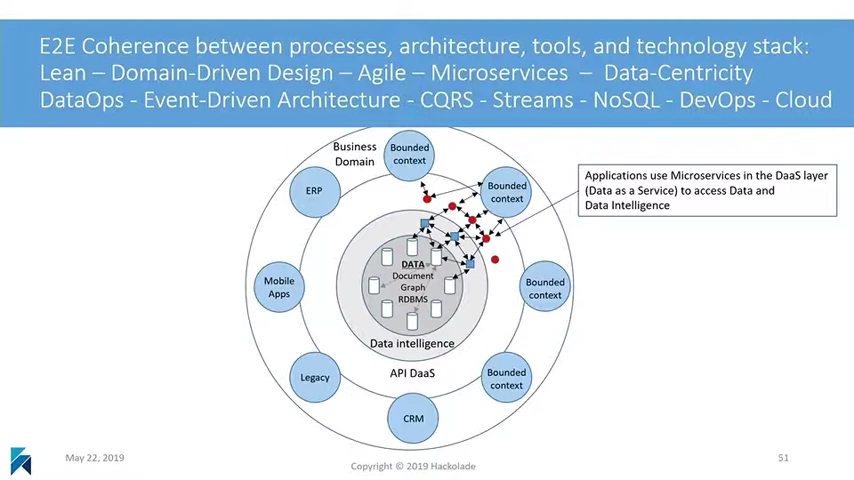 E2E Coherence between processes, architecture, tools, and technology stack:
Lean – Domain-Driven Design – Agile – Microservices – Data-Centricity
DataOps - Event-Driven Architecture - CQRS - Streams - NoSQL - DevOps - Cloud
Business
Domain
Bounded
context
ERP
Bounded
context
Applications use Microservices in the DaaS layer
(Data as a Service) to access Data and
Data Intelligence
Mobile
Apps
DATA
Document
Graph
RDBMS
Bounded
context
Data intelligence
API DaaS
Legacy
Bounded
context
CRM
May 22, 2019
Copyright © 2019 Hackolade
51